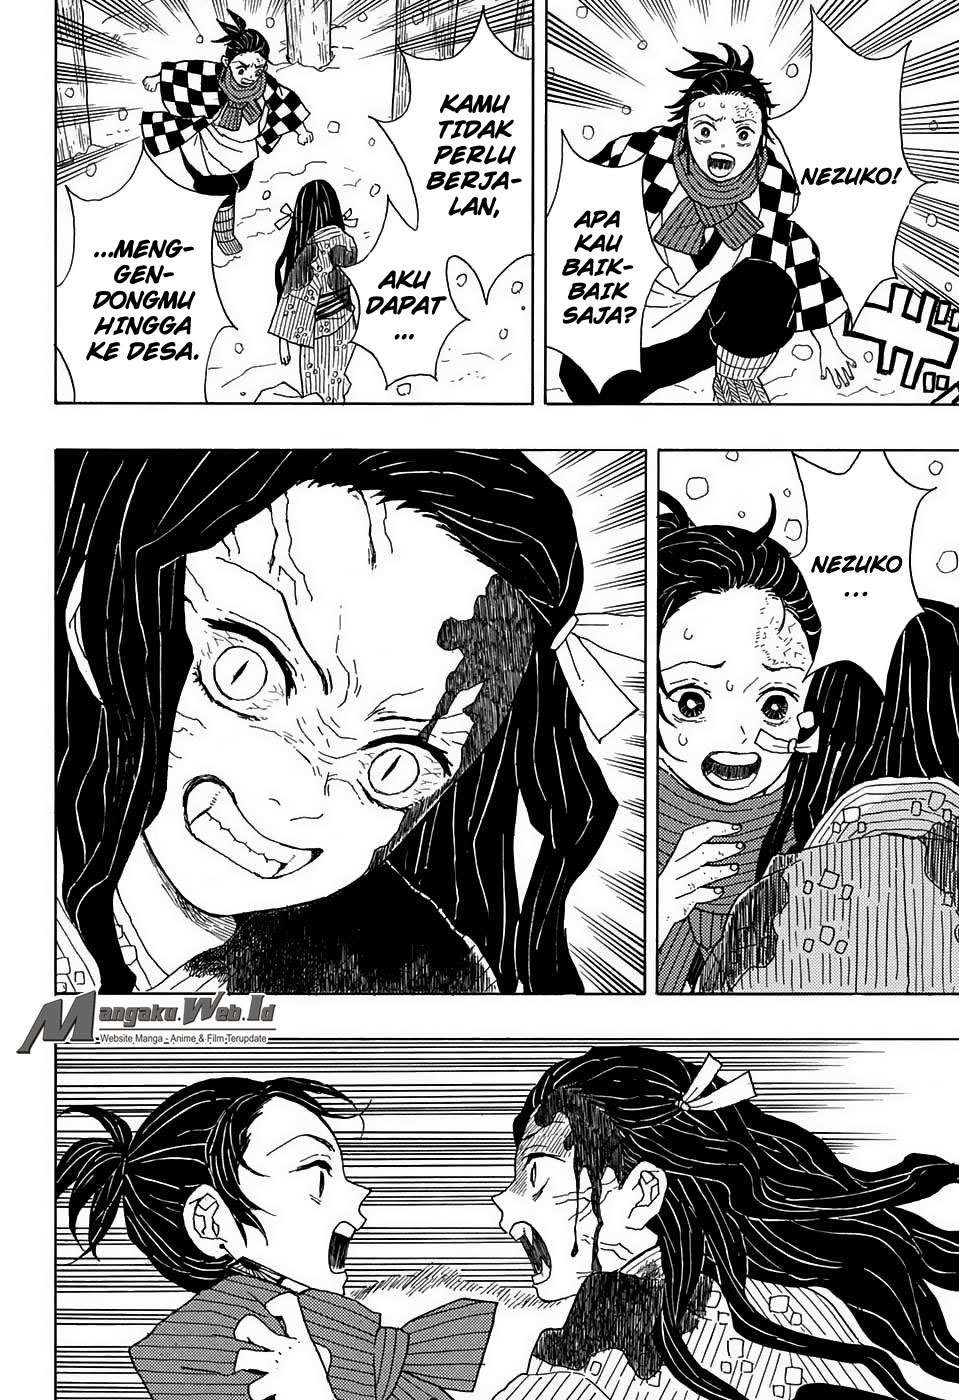 NEZUKO!
APA
KAU
BAIK-
BAIK
SAJA?
KAMU
TIDAK
PERLU
BERJA-
LAN,
AKU
DAPAT
...
...MENG-
GEN-
DONGMU
HINGGA
KE DESA.
NEZUKO
...
Mangaku.Web.Id
Website Manga - Anime & Film Terupdate